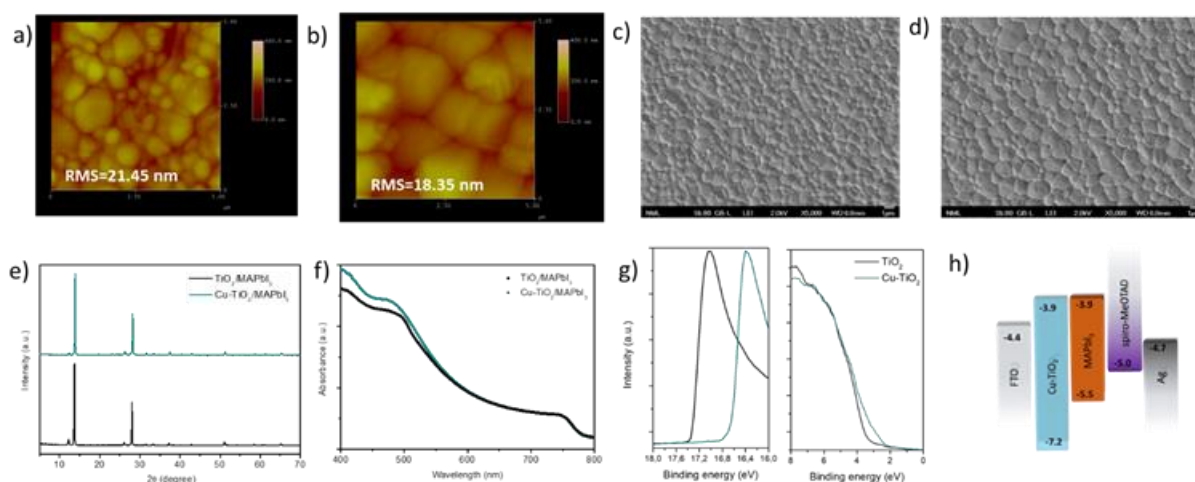 a)
RMS=21.45 nm
b)
RMS=18.35 nm
c)
NML
d)
NML
e)
TiO₂/MAPbI₃
Cu-TiO₂/MAPbI₃
Intensity (a.u.)
10 20 30 40 50 60 70
2θ (degree)
f)
TiO₂/MAPbI₃
Cu-TiO₂/MAPbI₃
Absorbance (a.u.)
400 500 600 700 800
Wavelength (nm)
g)
TiO₂
Cu-TiO₂
Intensity (a.u.)
18,0 17,2 16,8 16,4 16,0
Binding energy (eV)
8 6 4 2 0
Binding energy (eV)
h)
-4.4
FTO
-3.9
Cu-TiO₂
-7.2
-3.9
MAPbI₃
-5.5
spiro-MeOTAD
-5.0
-4.7
Ag